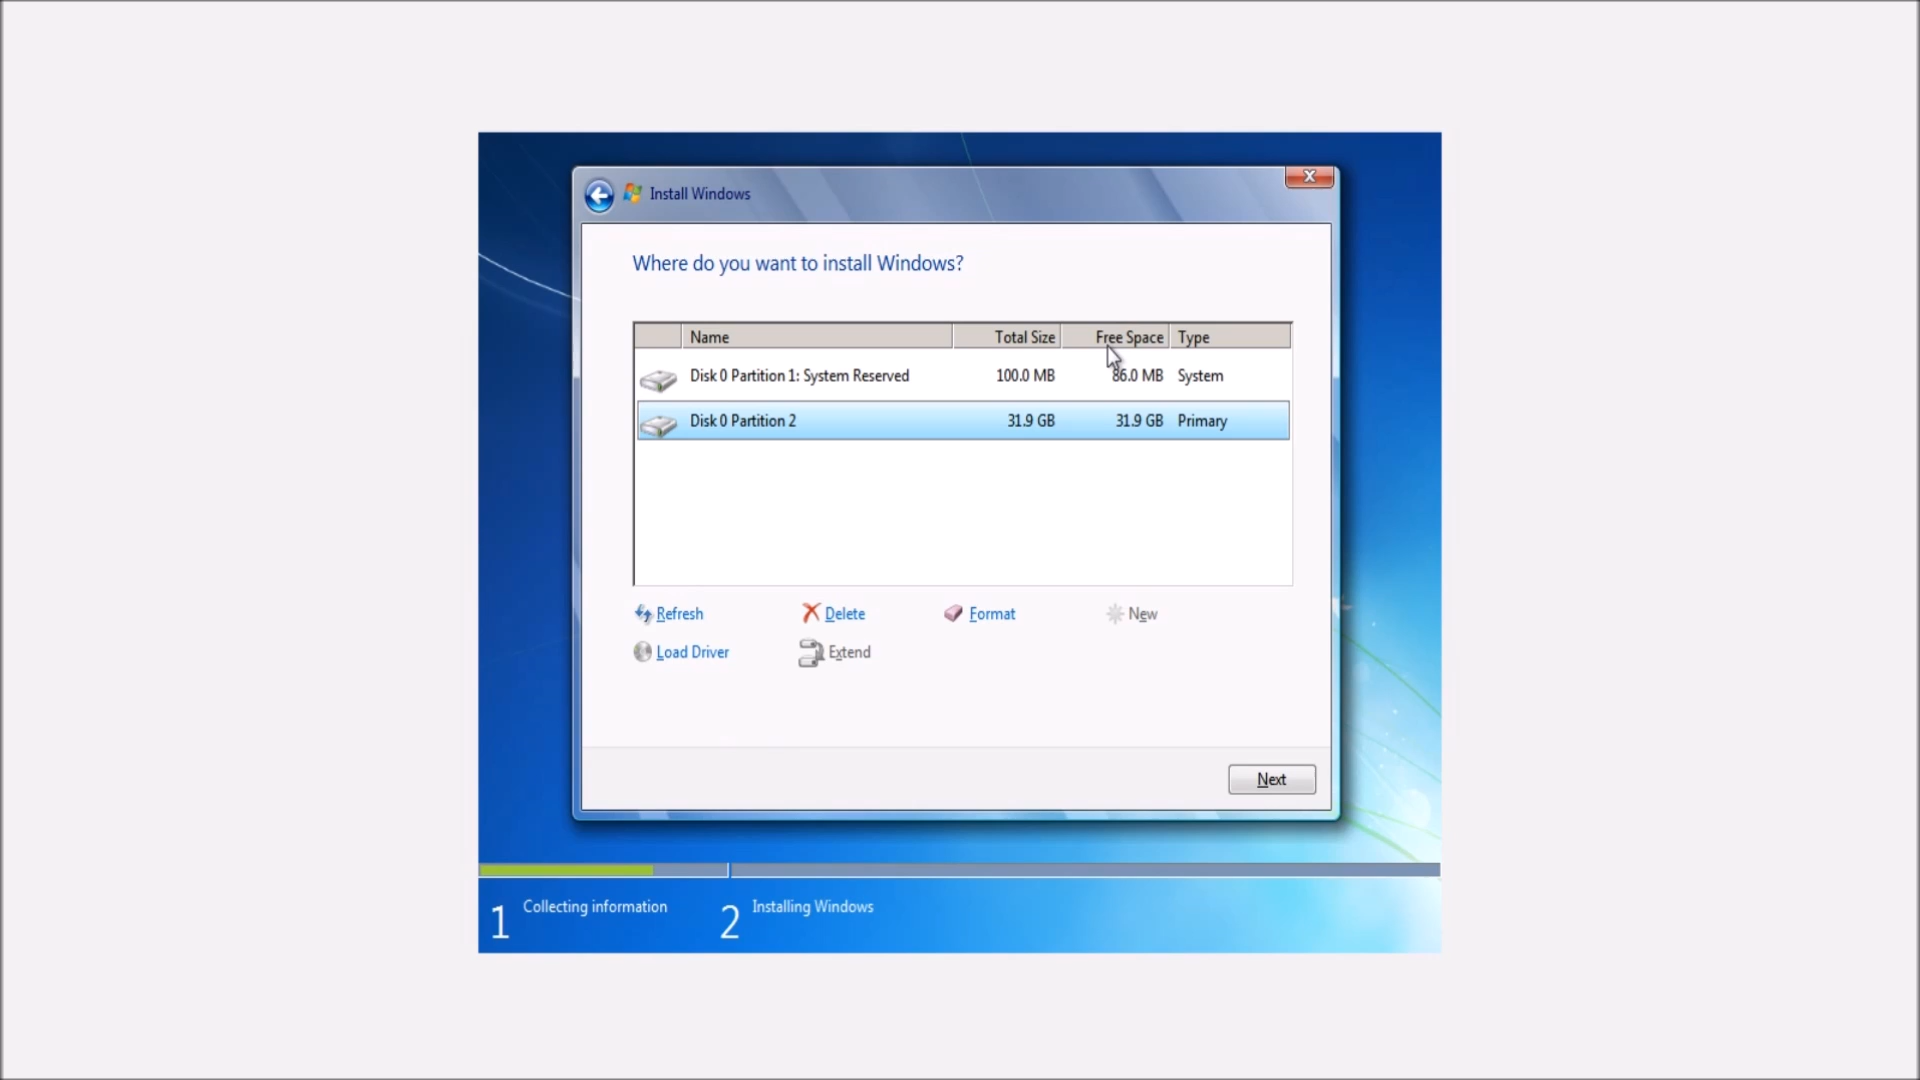 Install Windows
X
Where do you want to install Windows?
Name Total Size Free Space Type
Disk 0 Partition 1: System Reserved 100.0 MB 86.0 MB System
Disk 0 Partition 2 31.9 GB 31.9 GB Primary
Refresh Delete Format New
Load Driver Extend
Next
1 Collecting information 2 Installing Windows